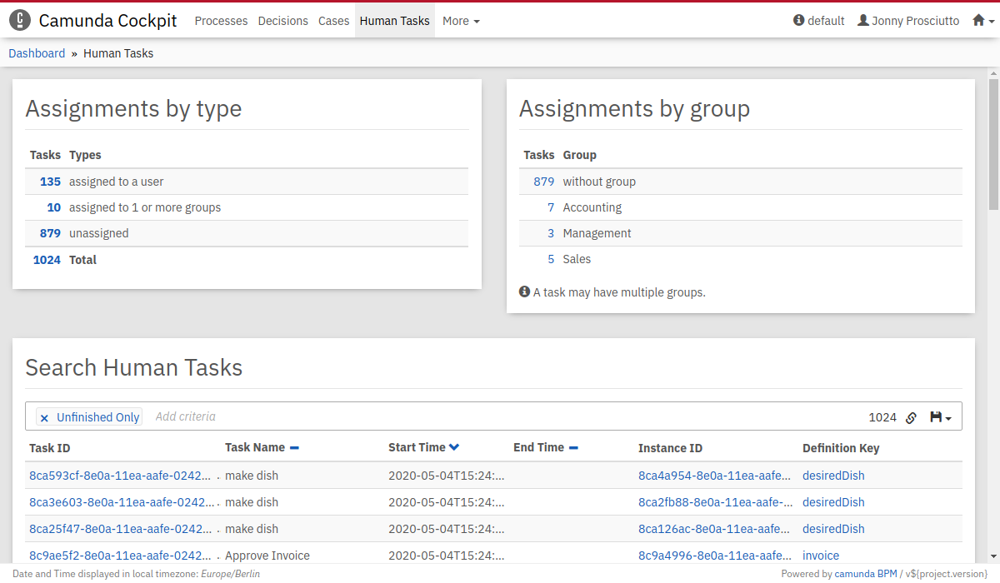 Camunda Cockpit Processes Decisions Cases Human Tasks More default Jonny Prosciutto
Dashboard » Human Tasks
Assignments by type
Tasks Types
135 assigned to a user
10 assigned to 1 or more groups
879 unassigned
1024 Total
Assignments by group
Tasks Group
879 without group
7 Accounting
3 Management
5 Sales
A task may have multiple groups.
Search Human Tasks
× Unfinished Only Add criteria 1024
Task ID Task Name Start Time End Time Instance ID Definition Key
8ca593cf-8e0a-11ea-aafe-0242... . make dish 2020-05-04T15:24:... 8ca4a954-8e0a-11ea-aafe... desiredDish
8ca3e603-8e0a-11ea-aafe-0242... . make dish 2020-05-04T15:24:... 8ca2fb88-8e0a-11ea-aafe-... desiredDish
8ca25f47-8e0a-11ea-aafe-0242... . make dish 2020-05-04T15:24:... 8ca126ac-8e0a-11ea-aafe... desiredDish
8c9ae5f2-8e0a-11ea-aafe-0242... . Approve Invoice 2020-05-04T15:24:... 8c9a4996-8e0a-11ea-aafe... invoice
Date and Time displayed in local timezone: Europe/Berlin Powered by camunda BPM / v${project.version}